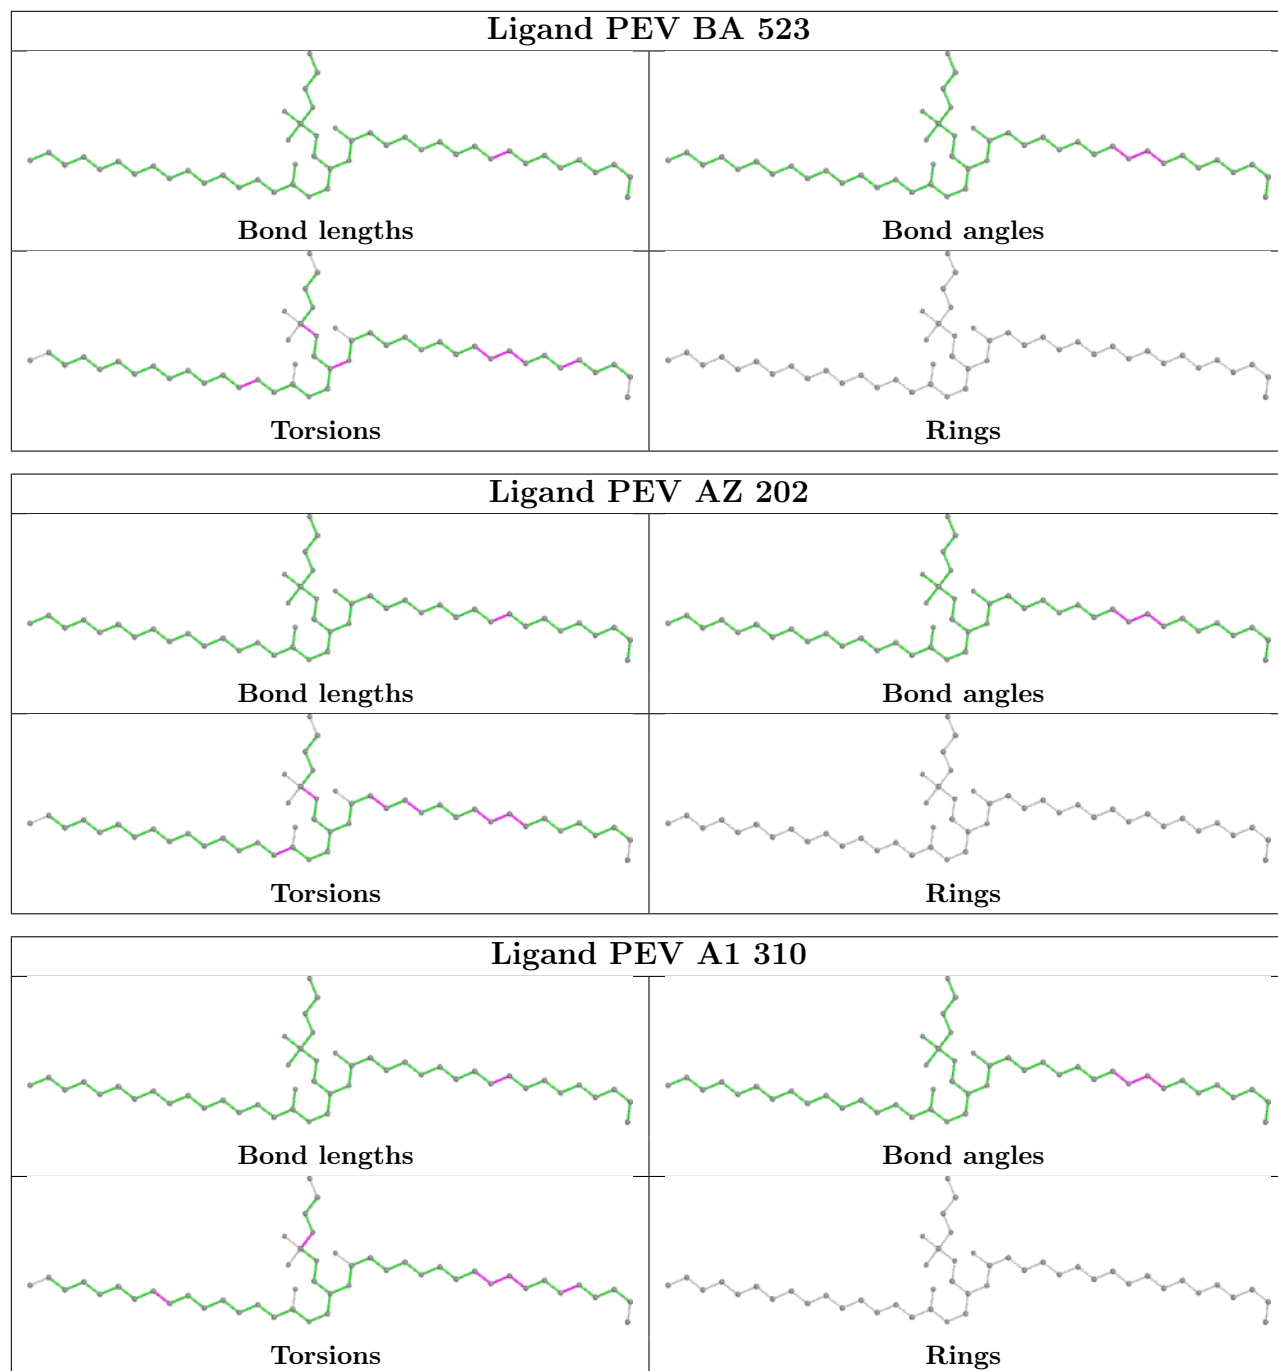 Ligand PEV BA 523
Bond lengths
Bond angles
Torsions
Rings
Ligand PEV AZ 202
Bond lengths
Bond angles
Torsions
Rings
Ligand PEV A1 310
Bond lengths
Bond angles
Torsions
Rings